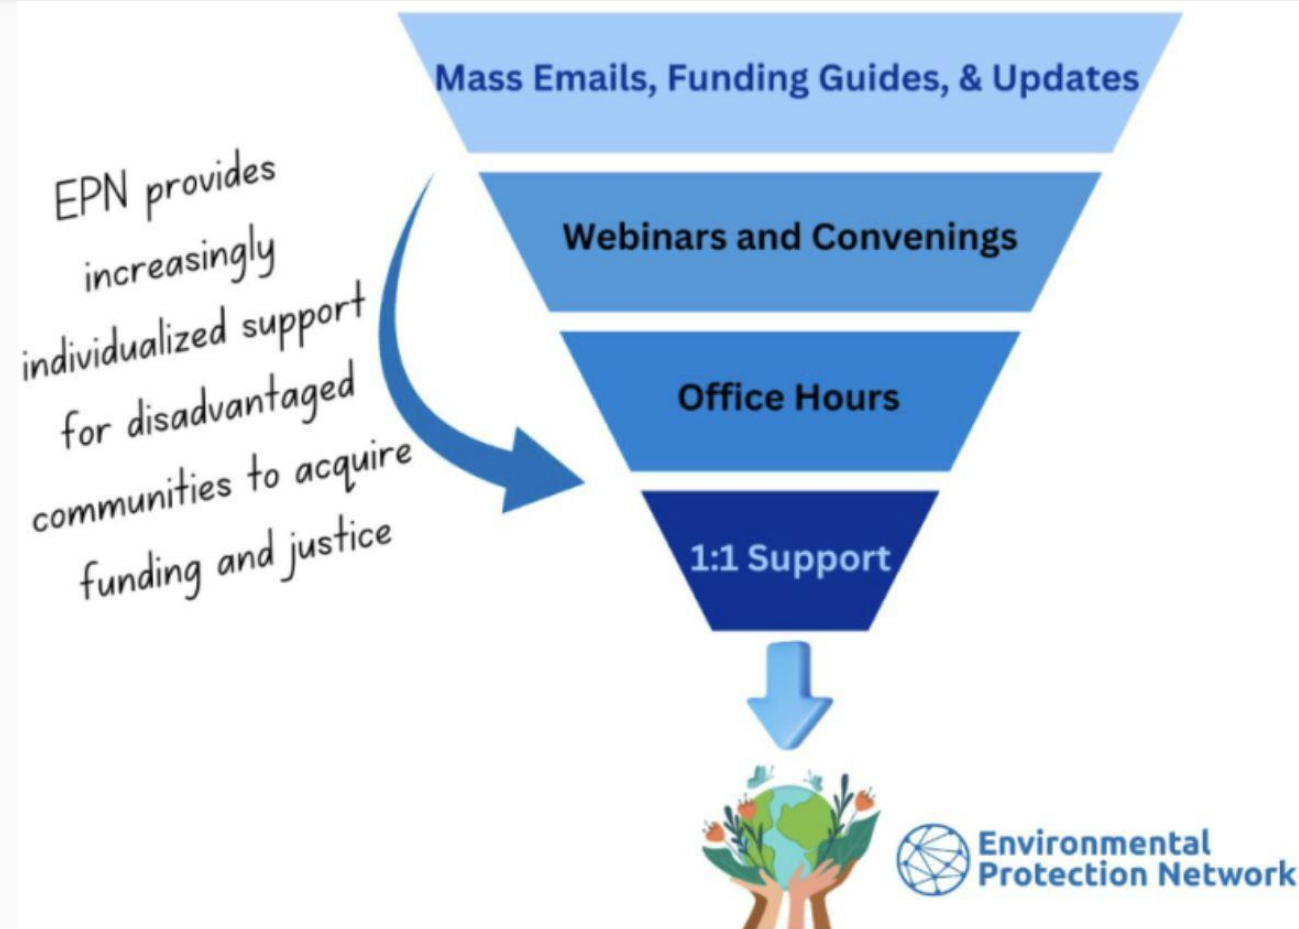 Mass Emails, Funding Guides, & Updates
EPN provides
increasingly
individualized support
for disadvantaged
communities to acquire
funding and justice
Webinars and Convenings
Office Hours
1:1 Support
Environmental
Protection Network